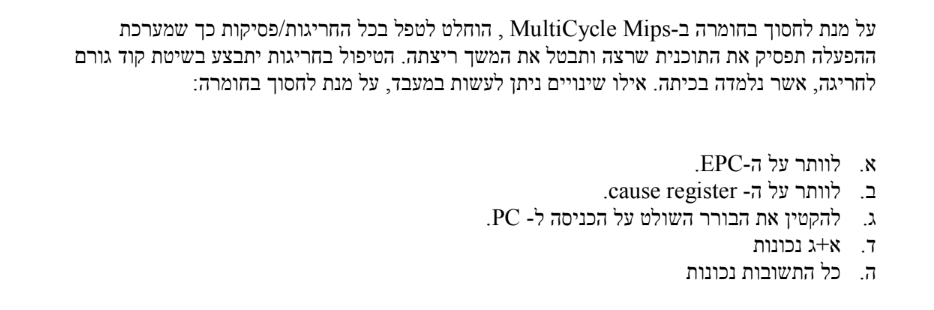 על מנת לחסוך בחומרה ב-MultiCycle Mips , הוחלט לטפל בכל החריגות/פסיקות כך שמערכת
ההפעלה תפסיק את התוכנית שרצה ותבטל את המשך ריצתה. הטיפול בחריגות יתבצע בשיטת קוד גורם
לחריגה, אשר נלמדה בכיתה. אילו שינויים ניתן לעשות במעבד, על מנת לחסוך בחומרה:
א. לוותר על ה-EPC.
ב. לוותר על ה- cause register.
ג. להקטין את הבורר השולט על הכניסה ל- PC.
ד. א+ג נכונות
ה. כל התשובות נכונות